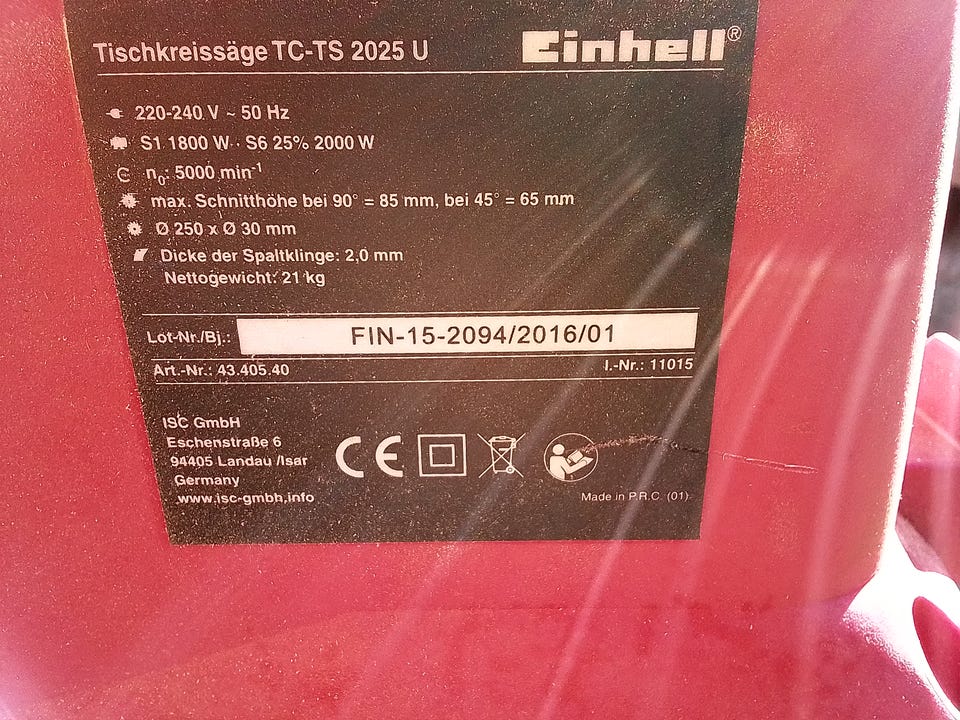 Tischkreissäge TC-TS 2025 U Einhell®
220-240 V ~ 50 Hz
S1 1800 W · S6 25% 2000 W
n0: 5000 min-1
max. Schnitthöhe bei 90° = 85 mm, bei 45° = 65 mm
Ø 250 x Ø 30 mm
Dicke der Spaltklinge: 2,0 mm
Nettogewicht: 21 kg
Lot-Nr./Bj.: FIN-15-2094/2016/01
Art.-Nr.: 43.405.40 I.-Nr.: 11015
ISC GmbH
Eschenstraße 6
94405 Landau /Isar
Germany
www.isc-gmbh.info
CE
Made in P.R.C. (01)